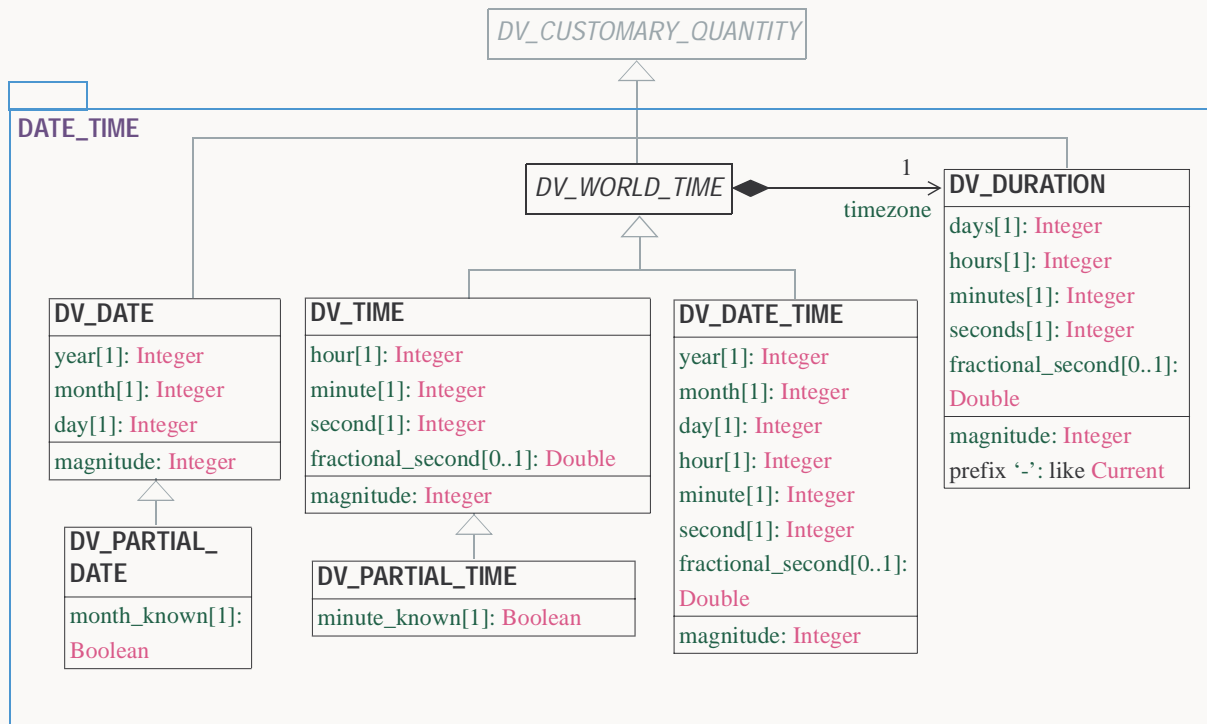 DV_CUSTOMARY_QUANTITY
DATE_TIME
DV_WORLD_TIME
1
timezone
DV_DURATION
days[1]: Integer
hours[1]: Integer
minutes[1]: Integer
seconds[1]: Integer
fractional_second[0..1]:
Double
magnitude: Integer
prefix ‘-’: like Current
DV_DATE
year[1]: Integer
month[1]: Integer
day[1]: Integer
magnitude: Integer
DV_TIME
hour[1]: Integer
minute[1]: Integer
second[1]: Integer
fractional_second[0..1]: Double
magnitude: Integer
DV_DATE_TIME
year[1]: Integer
month[1]: Integer
day[1]: Integer
hour[1]: Integer
minute[1]: Integer
second[1]: Integer
fractional_second[0..1]:
Double
magnitude: Integer
DV_PARTIAL_
DATE
month_known[1]:
Boolean
DV_PARTIAL_TIME
minute_known[1]: Boolean